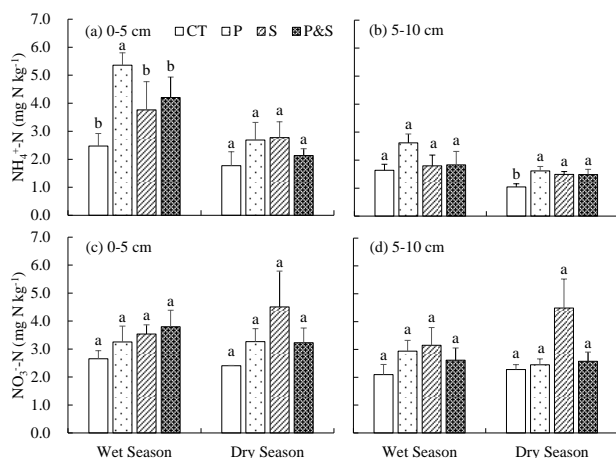 (a) 0-5 cm
CT P S P&S
(b) 5-10 cm
NH₄⁺-N (mg N kg⁻¹)
7.0
6.0
5.0
4.0
3.0
2.0
1.0
0.0
b a b b a a a a
a a a a b a a a
(c) 0-5 cm
(d) 5-10 cm
NO₃⁻-N (mg N kg⁻¹)
7.0
6.0
5.0
4.0
3.0
2.0
1.0
0.0
a a a a a a a a
a a a a a a a a
Wet Season Dry Season Wet Season Dry Season